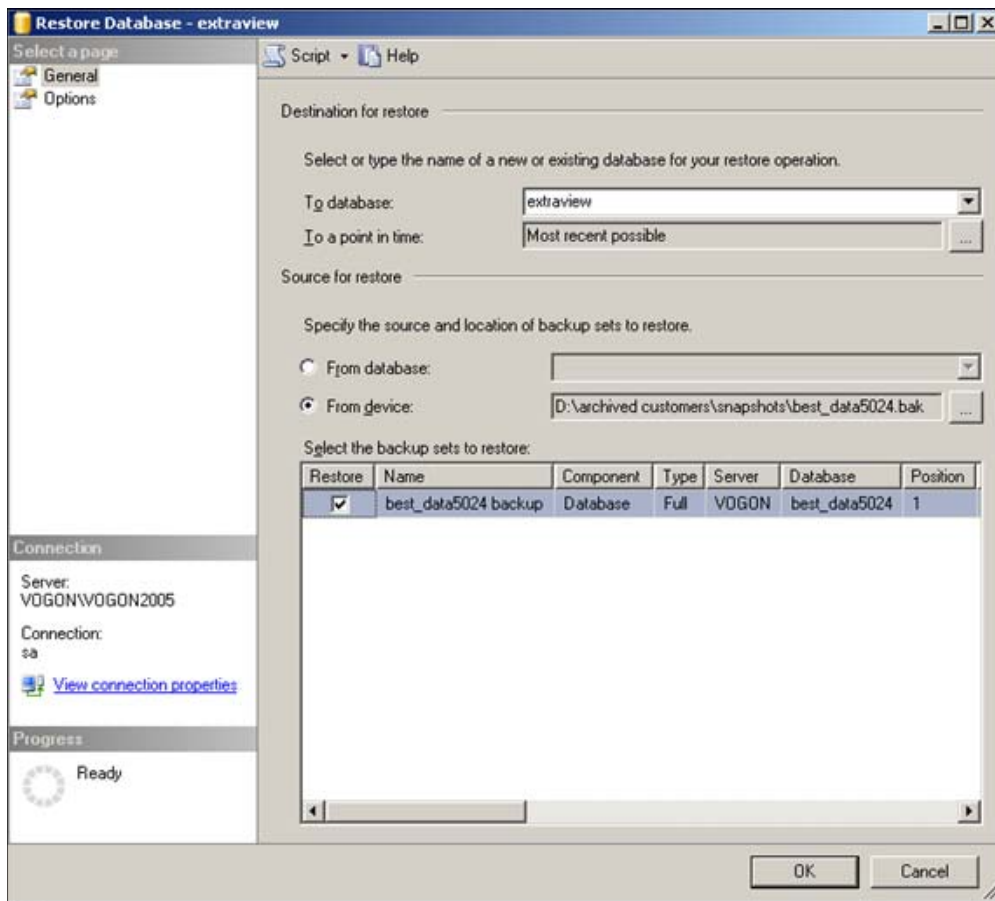 Restore Database - extraview
Select a page
General
Options
Script
Help
Destination for restore
Select or type the name of a new or existing database for your restore operation.
To database:
extraview
To a point in time:
Most recent possible
...
Source for restore
Specify the source and location of backup sets to restore.
From database:
From device:
D:\archived customers\snapshots\best_data5024.bak
...
Select the backup sets to restore:
Restore Name Component Type Server Database Position
best_data5024 backup Database Full VOGON best_data5024 1
Connection
Server:
VOGON\VOGON2005
Connection:
sa
View connection properties
Progress
Ready
OK Cancel